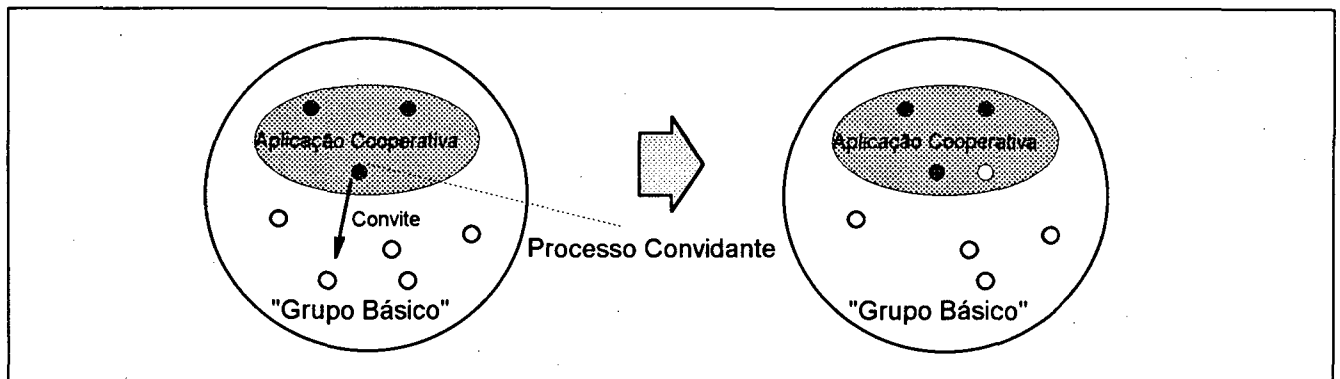 Aplicação Cooperativa
Convite
"Grupo Básico"
Processo Convidante
Aplicação Cooperativa
"Grupo Básico"